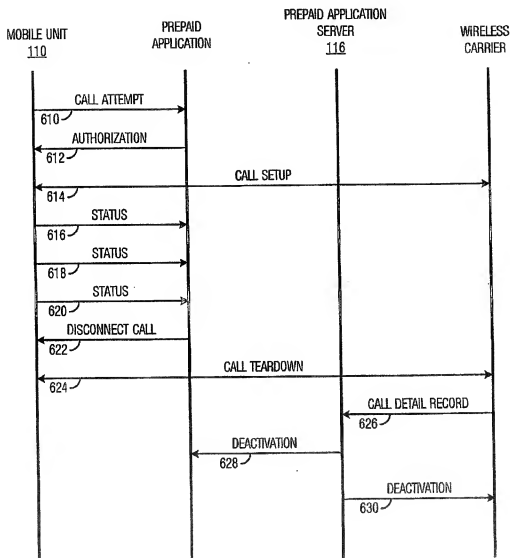 MOBILE UNIT
110
PREPAID
APPLICATION
PREPAID APPLICATION
SERVER
116
WIRELESS
CARRIER
CALL ATTEMPT
610
AUTHORIZATION
612
CALL SETUP
614
STATUS
616
STATUS
618
STATUS
620
DISCONNECT CALL
622
CALL TEARDOWN
624
CALL DETAIL RECORD
626
DEACTIVATION
628
DEACTIVATION
630